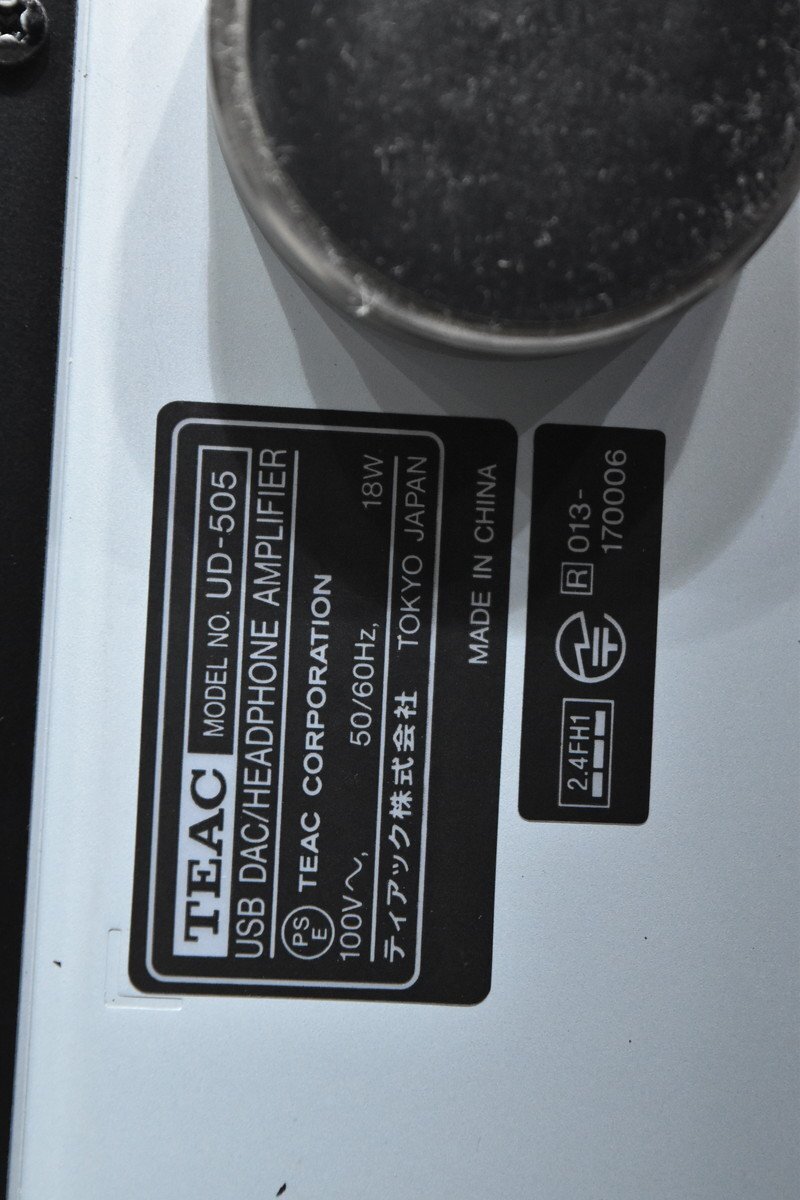 TEAC MODEL NO. UD-505
USB DAC/HEADPHONE AMPLIFIER
PSE TEAC CORPORATION
100V〜, 50/60Hz, 18W
ティアック株式会社 TOKYO JAPAN
MADE IN CHINA
2.4FH1
R 013-
170006